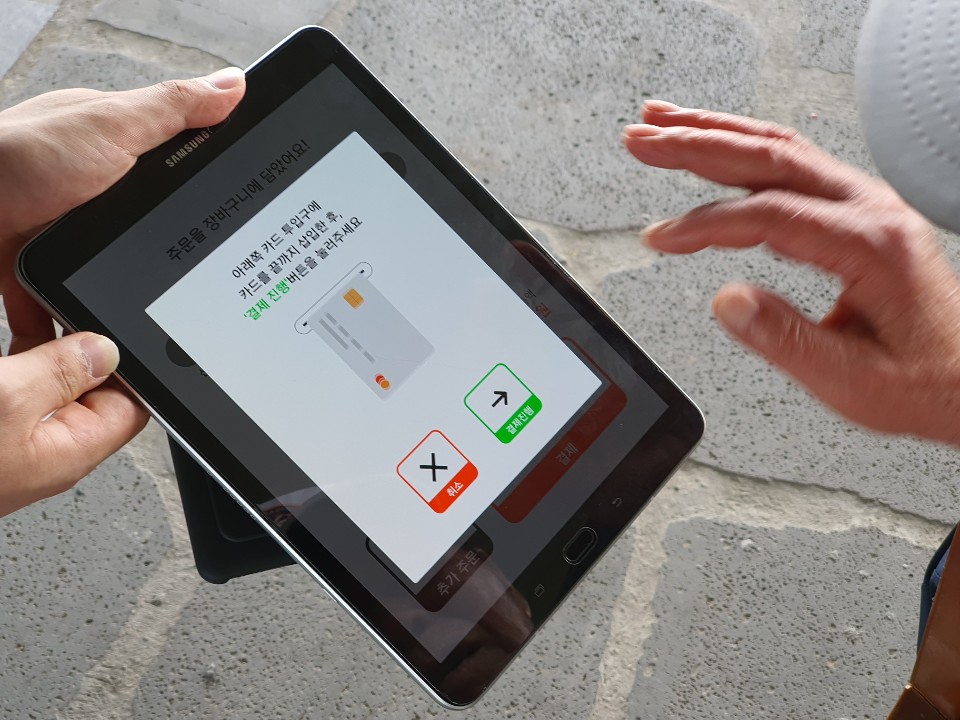 SAMSUNG
주문을 장바구니에 담았어요!
아래쪽 카드 투입구에
카드를 끝까지 삽입한 후,
'결제 진행'버튼을 눌러주세요
결제진행
취소
결제
추가 주문